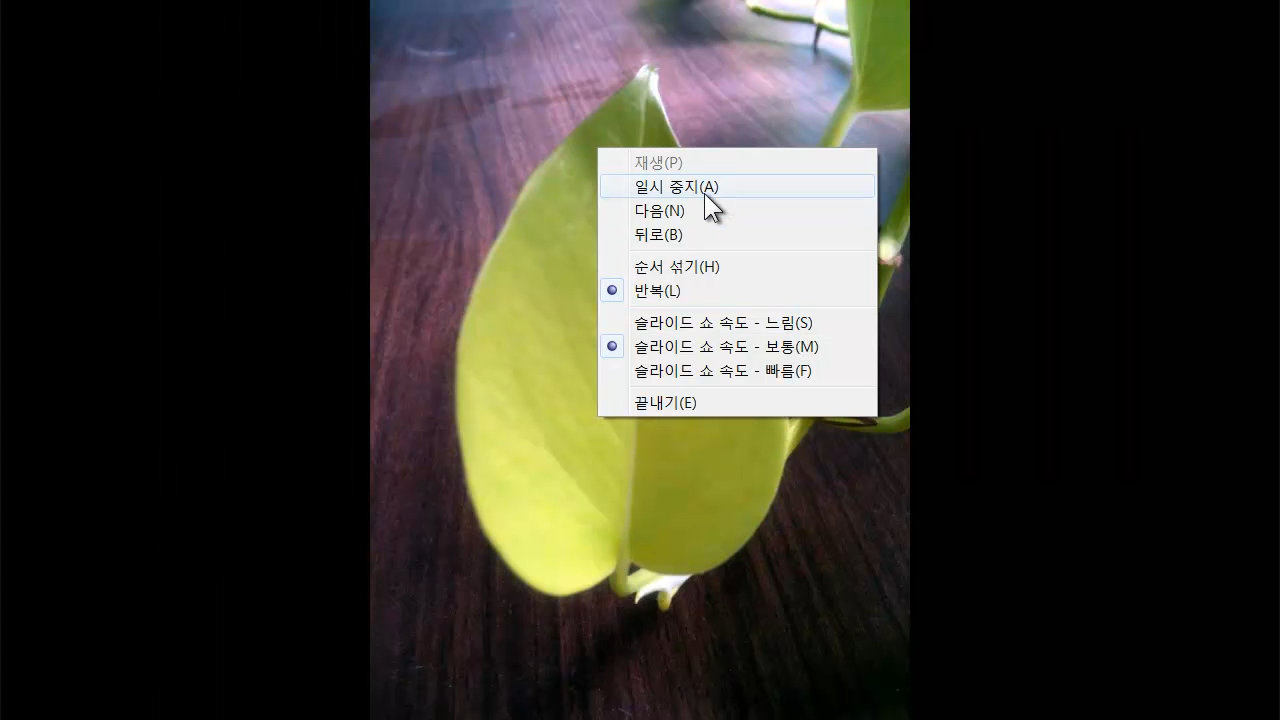 재생(P)
일시 중지(A)
다음(N)
뒤로(B)
순서 섞기(H)
반복(L)
슬라이드 쇼 속도 - 느림(S)
슬라이드 쇼 속도 - 보통(M)
슬라이드 쇼 속도 - 빠름(F)
끝내기(E)